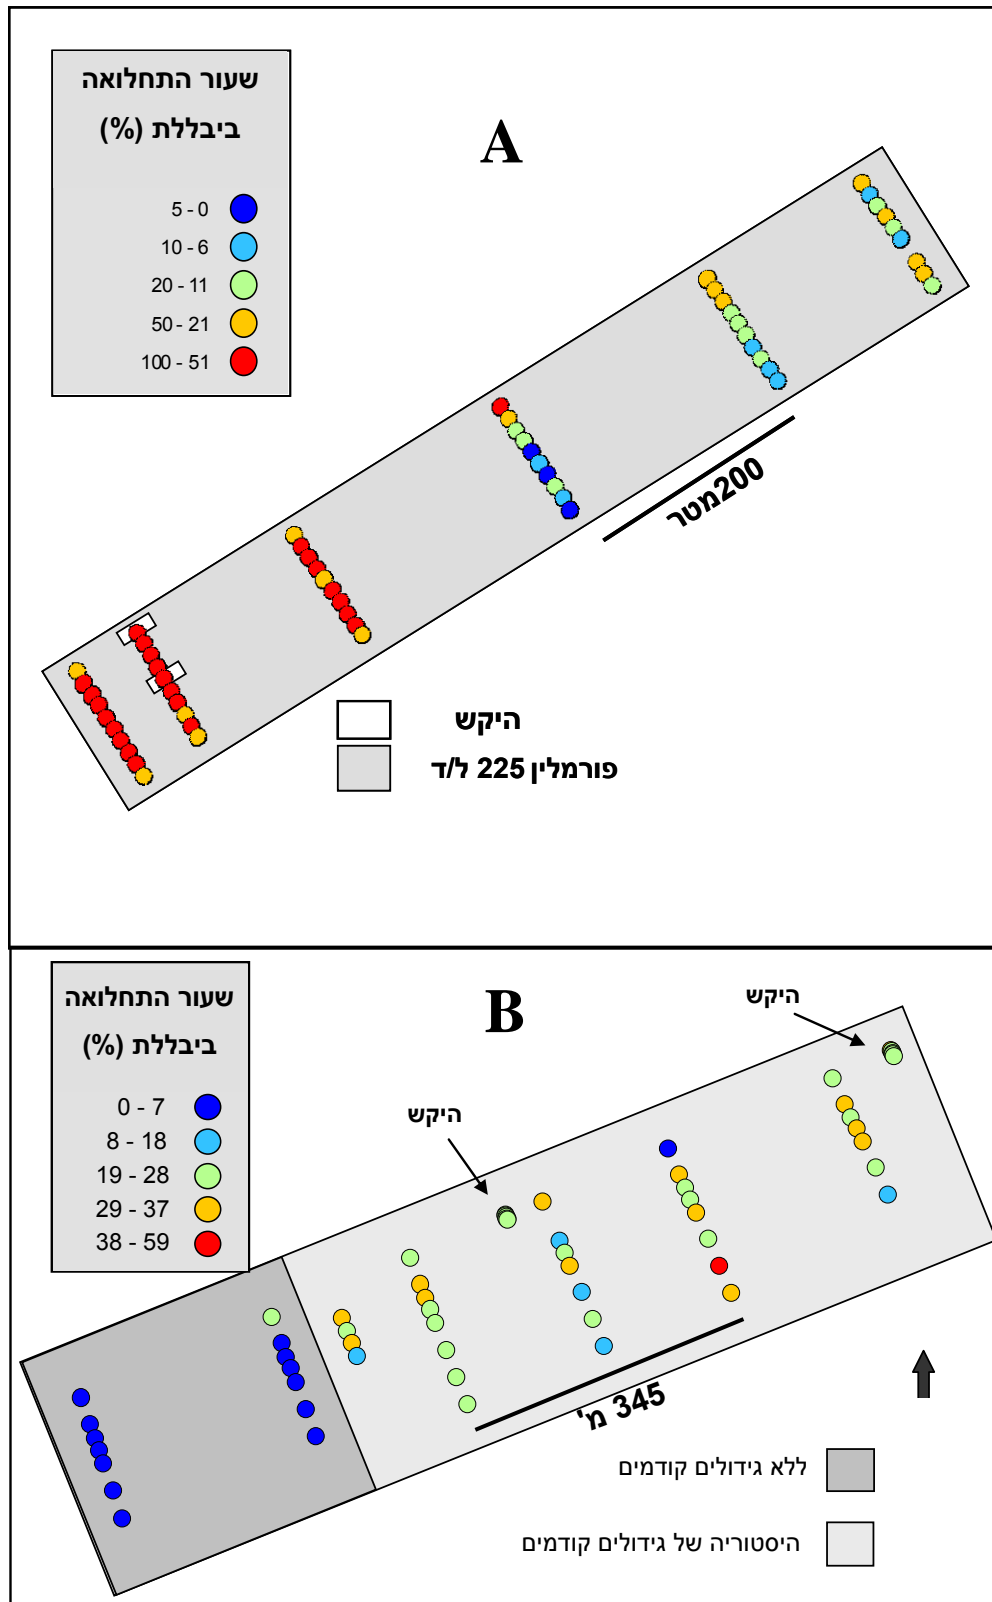 שעור התחלואה
ביבללת (%)
5 - 0
10 - 6
20 - 11
50 - 21
100 - 51
A
200מטר
היקש
פורמלין 225 ל/ד
שעור התחלואה
ביבללת (%)
0 - 7
8 - 18
19 - 28
29 - 37
38 - 59
B
היקש
היקש
345 מ'
ללא גידולים קודמים
היסטוריה של גידולים קודמים